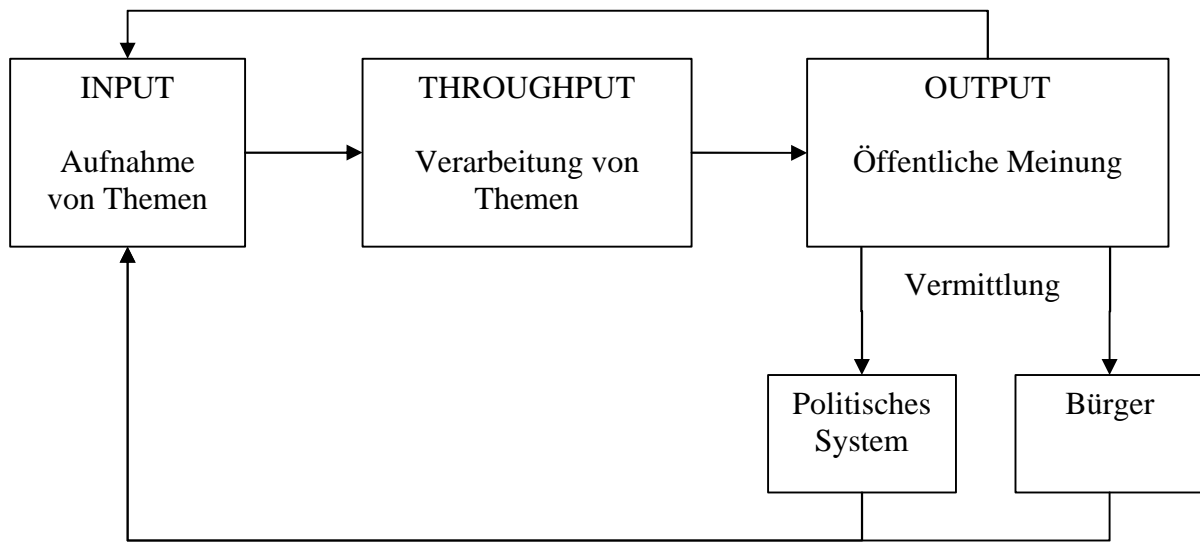 INPUT
Aufnahme
von Themen
THROUGHPUT
Verarbeitung von
Themen
OUTPUT
Öffentliche Meinung
Vermittlung
Politisches
System
Bürger